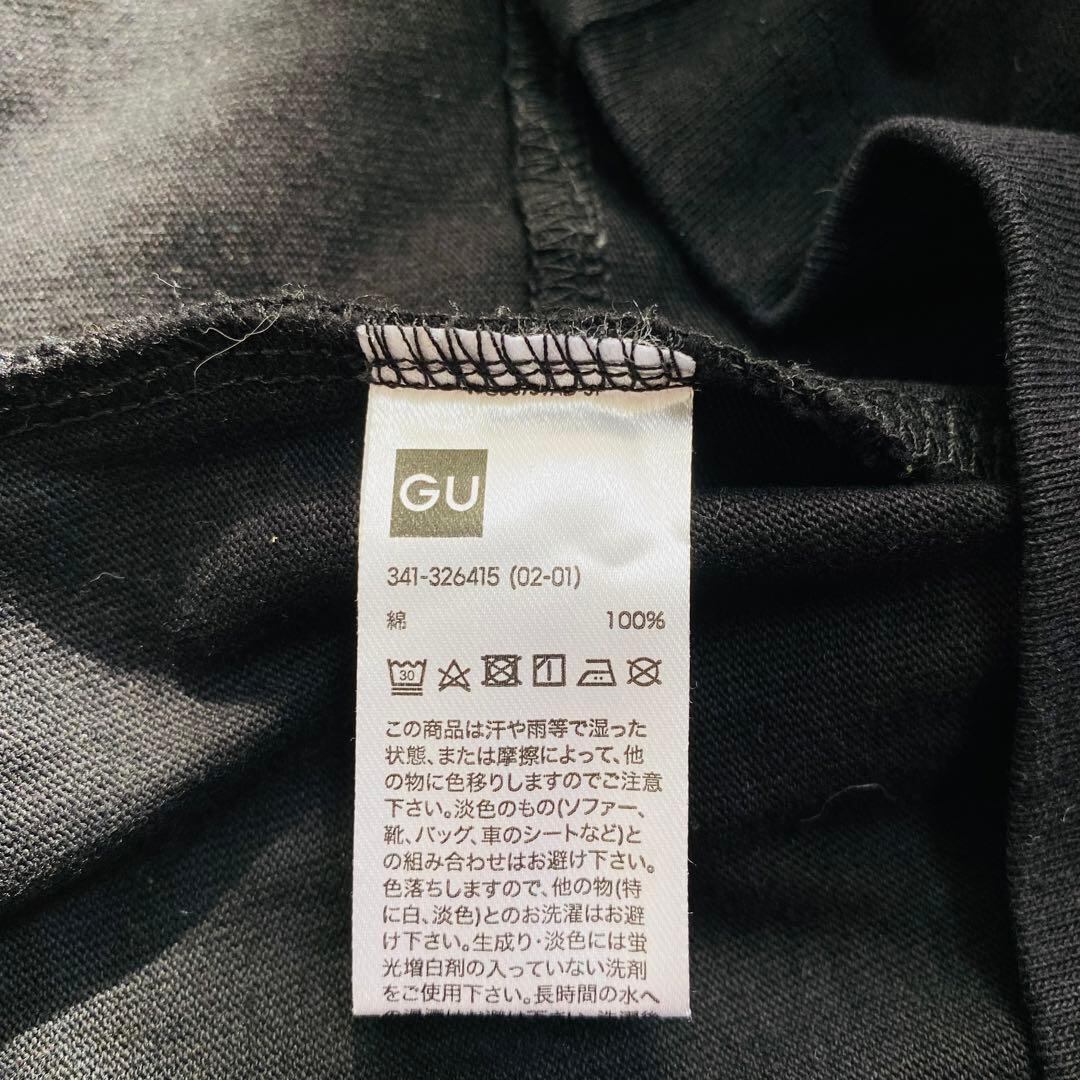 GU
341-326415 (02-01)
綿 100%
30
この商品は汗や雨等で湿った
状態、または摩擦によって、他
の物に色移りしますのでご注意
下さい。淡色のもの(ソファー、
靴、バッグ、車のシートなど)と
の組み合わせはお避け下さい。
色落ちしますので、他の物(特
に白、淡色)とのお洗濯はお避
け下さい。生成り・淡色には蛍
光増白剤の入っていない洗剤
をご使用下さい。長時間の水へ